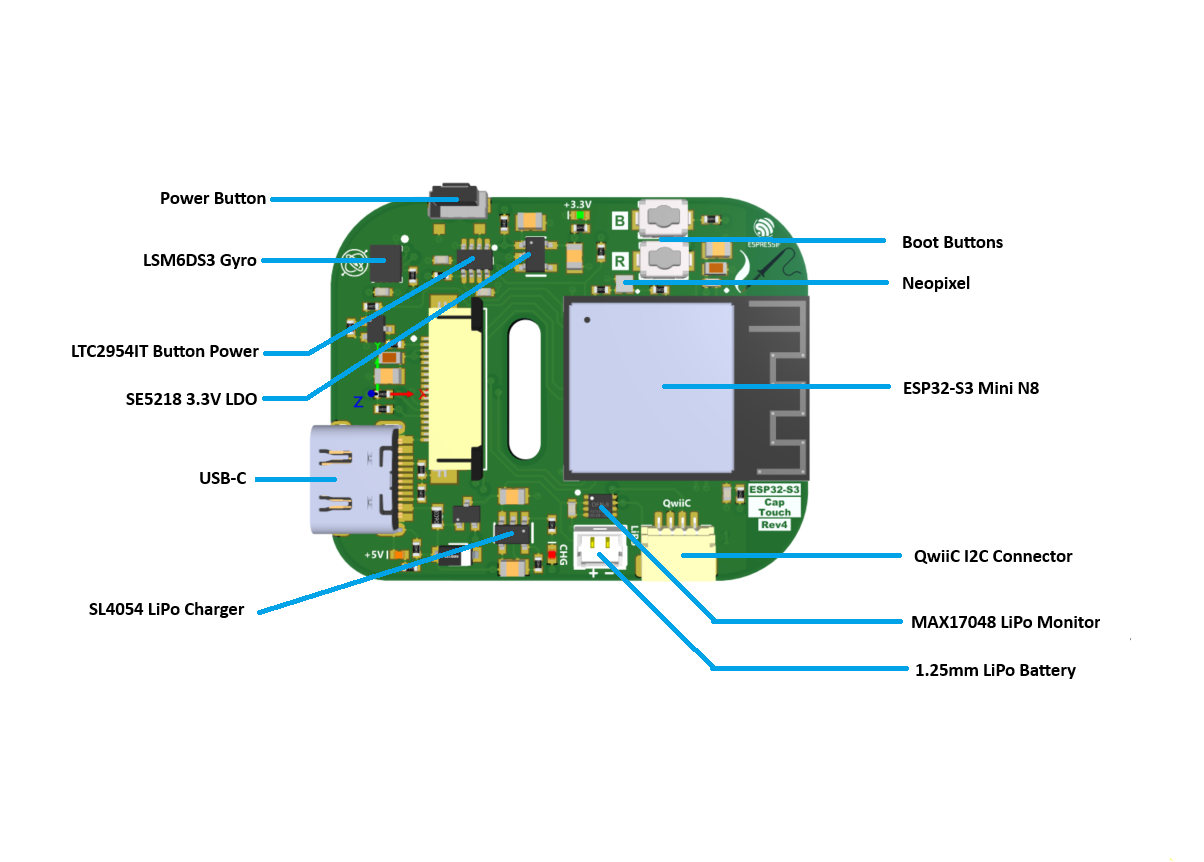 Power Button
+3.3V
B
LSM6DS3 Gyro
R
ESPRESSIF
Boot Buttons
Neopixel
LTC2954IT Button Power
SE5218 3.3V LDO
Z
ESP32-S3 Mini N8
USB-C
ESP32-S3
Cap
Touch
Rev4
QwiiC
+5V
CHG
+ −
QwiiC I2C Connector
SL4054 LiPo Charger
MAX17048 LiPo Monitor
1.25mm LiPo Battery